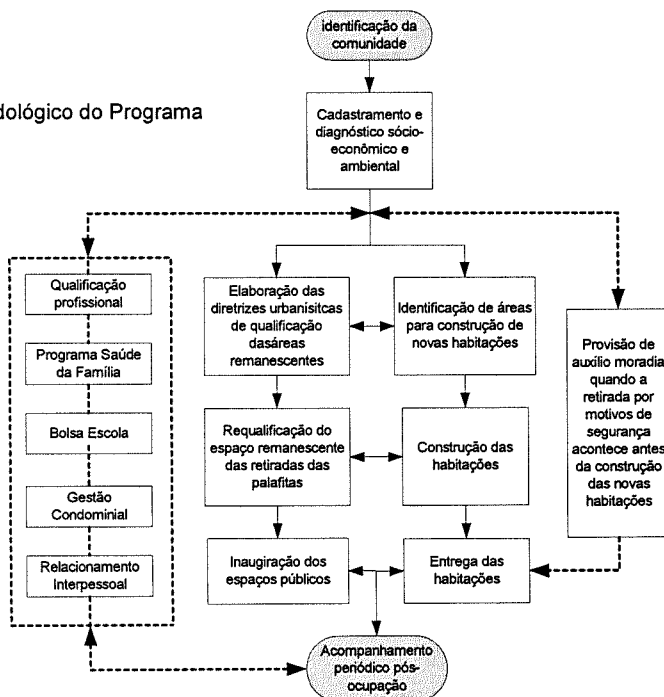 identificação da
comunidade
dológico do Programa
Cadastramento e
diagnóstico sócio-
econômico e
ambiental
Qualificação
profissional
Programa Saúde
da Família
Bolsa Escola
Gestão
Condominial
Relacionamento
Interpessoal
Elaboração das
diretrizes urbanísitcas
de qualificação
dasáreas
remanescentes
Identificação de áreas
para construção de
novas habitações
Requalificação do
espaço remanescente
das retiradas das
palafitas
Construção das
habitações
Inaugiração dos
espaços públicos
Entrega das
habitações
Provisão de
auxílio moradia
quando a
retirada por
motivos de
segurança
acontece antes
da construção
das novas
habitações
Acompanhamento
periódico pós-
ocupação